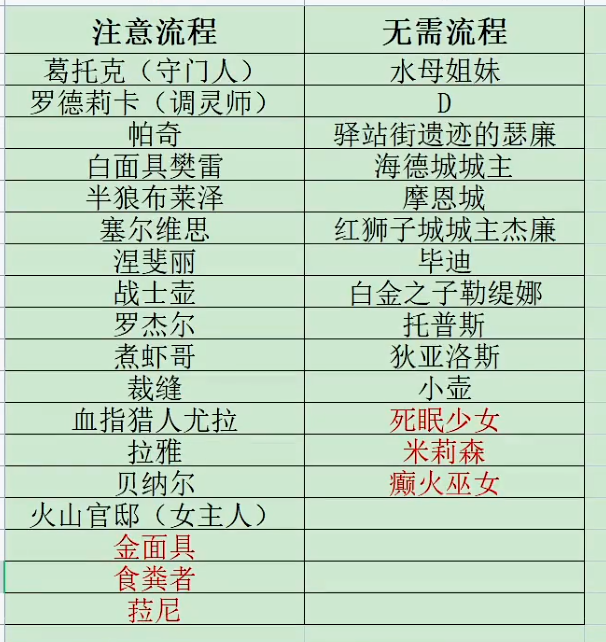 注意流程 无需流程
葛托克（守门人） 水母姐妹
罗德莉卡（调灵师） D
帕奇 驿站街遗迹的瑟廉
白面具樊雷 海德城城主
半狼布莱泽 摩恩城
塞尔维思 红狮子城城主杰廉
涅斐丽 毕迪
战士壶 白金之子勒缇娜
罗杰尔 托普斯
煮虾哥 狄亚洛斯
裁缝 小壶
血指猎人尤拉 死眠少女
拉雅 米莉森
贝纳尔 癫火巫女
火山官邸（女主人）
金面具
食粪者
菈尼